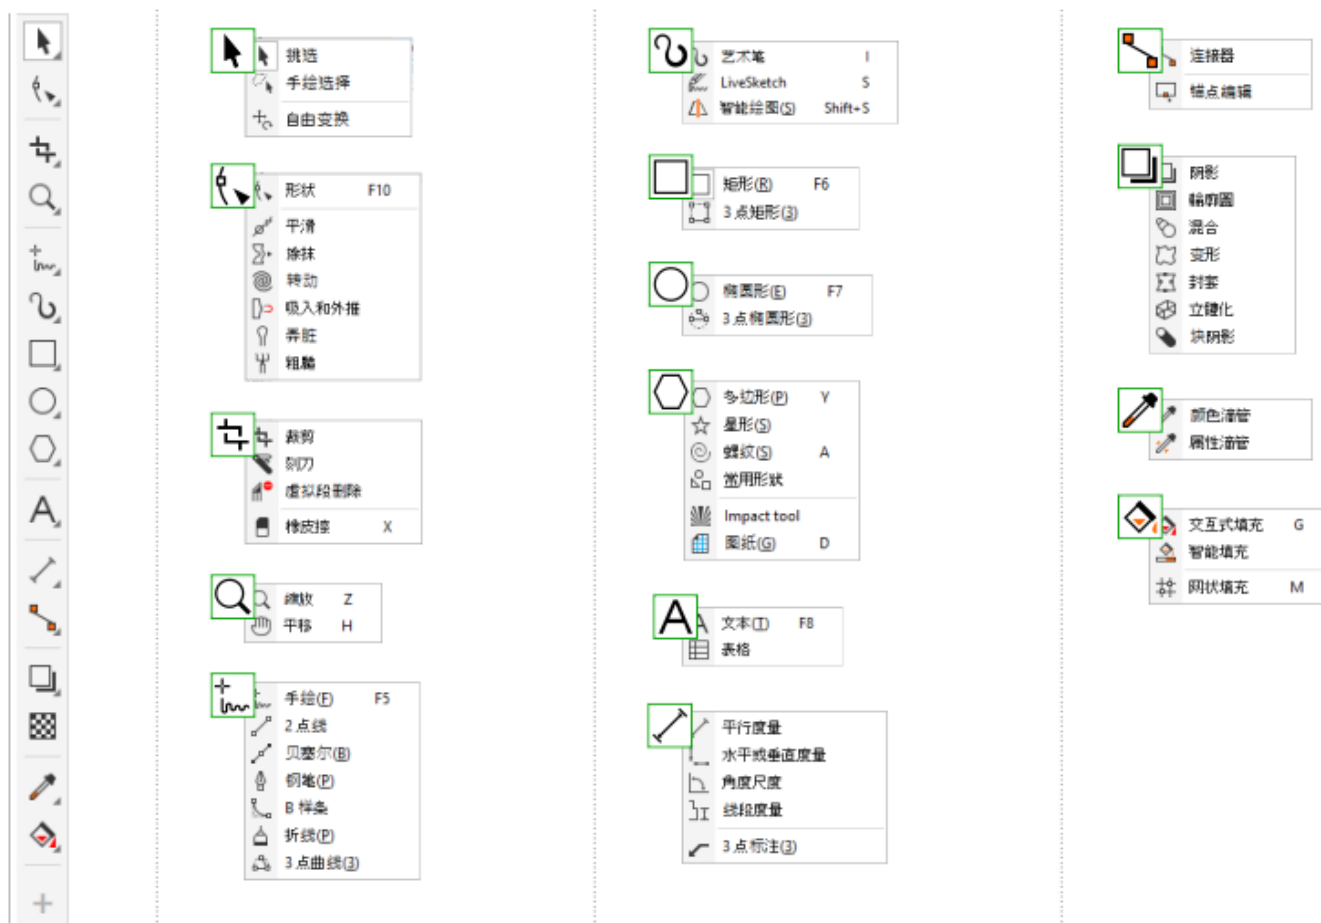 挑选
手绘选择
自由变换
形状 F10
平滑
涂抹
转动
吸入和外推
弄脏
粗糙
裁剪
刻刀
虚拟段删除
橡皮擦 X
缩放 Z
平移 H
手绘(F) F5
2 点线
贝塞尔(B)
钢笔(P)
B 样条
折线(P)
3 点曲线(3)
艺术笔 I
LiveSketch S
智能绘图(S) Shift+S
矩形(R) F6
3 点矩形(3)
椭圆形(E) F7
3 点椭圆形(3)
多边形(P) Y
星形(S)
螺纹(S) A
常用形狀
Impact tool
图纸(G) D
文本(T) F8
表格
平行度量
水平或垂直度量
角度尺度
线段度量
3 点标注(3)
连接器
锚点编辑
阴影
輪廓圖
混合
变形
封套
立體化
块阴影
颜色滴管
属性滴管
交互式填充 G
智能填充
网状填充 M